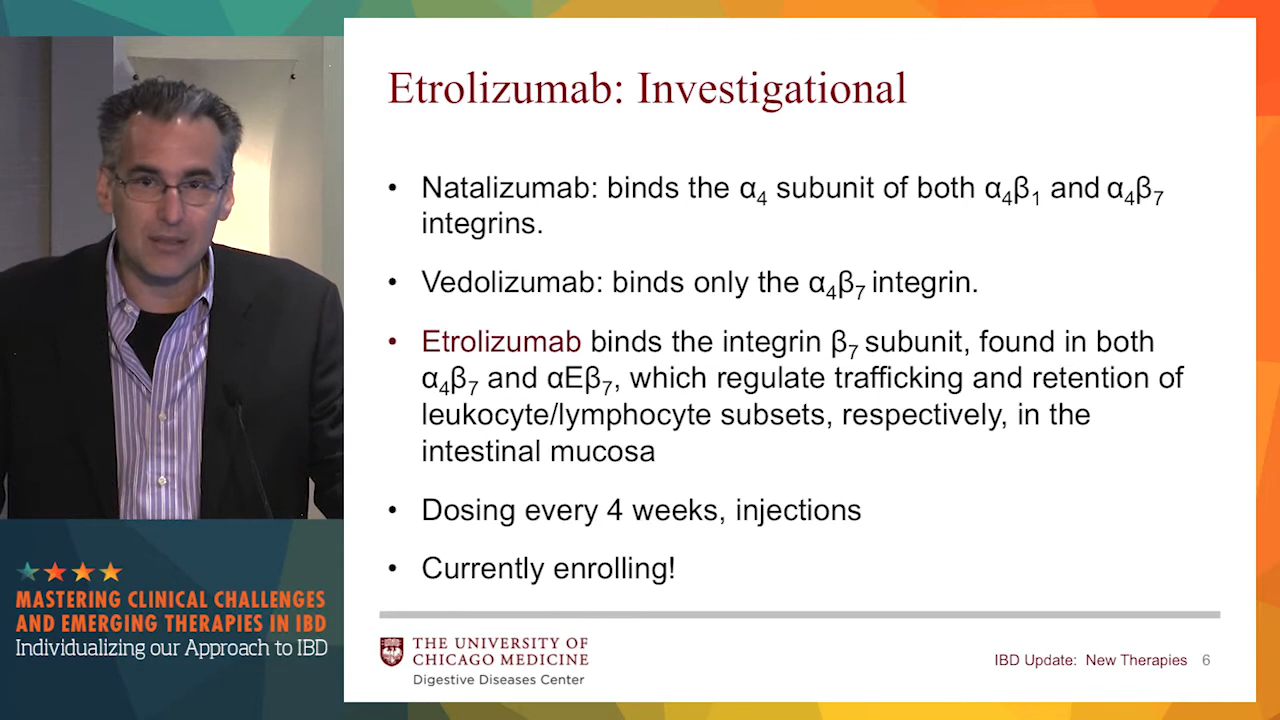 Etrolizumab: Investigational
• Natalizumab: binds the α4 subunit of both α4β1 and α4β7
integrins.
• Vedolizumab: binds only the α4β7 integrin.
• Etrolizumab binds the integrin β7 subunit, found in both
α4β7 and αEβ7, which regulate trafficking and retention of
leukocyte/lymphocyte subsets, respectively, in the
intestinal mucosa
• Dosing every 4 weeks, injections
• Currently enrolling!
MASTERING CLINICAL CHALLENGES
AND EMERGING THERAPIES IN IBD
Individualizing our Approach to IBD
THE UNIVERSITY OF
CHICAGO MEDICINE
Digestive Diseases Center
IBD Update: New Therapies 6